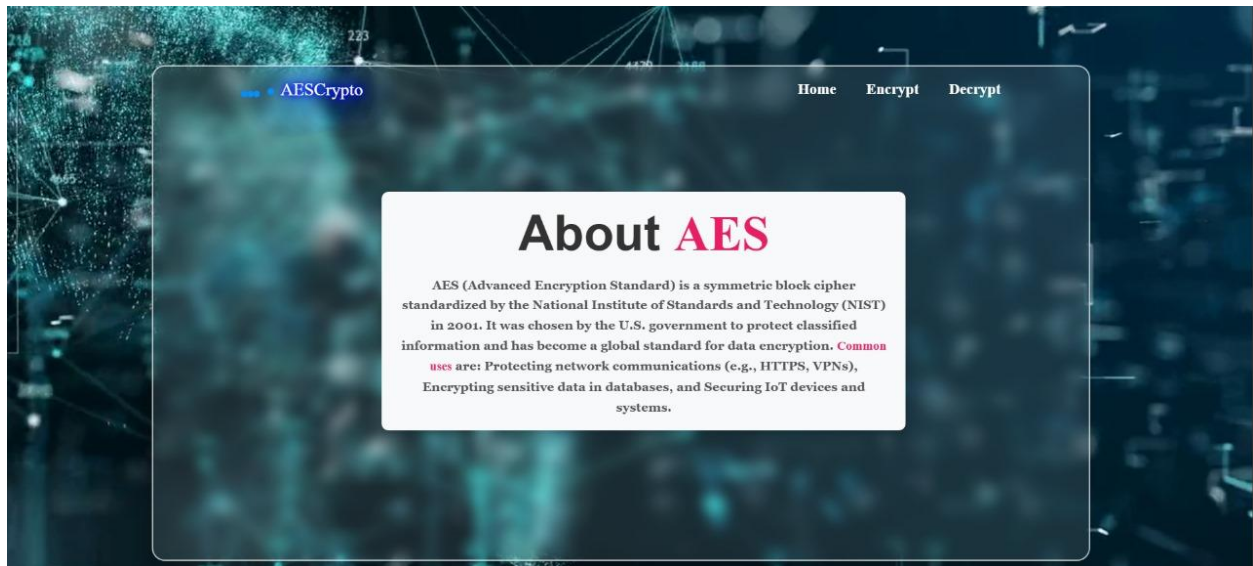 223
4479 3188
AESCrypto
Home Encrypt Decrypt
About AES
AES (Advanced Encryption Standard) is a symmetric block cipher
standardized by the National Institute of Standards and Technology (NIST)
in 2001. It was chosen by the U.S. government to protect classified
information and has become a global standard for data encryption. Common
uses are: Protecting network communications (e.g., HTTPS, VPNs),
Encrypting sensitive data in databases, and Securing IoT devices and
systems.